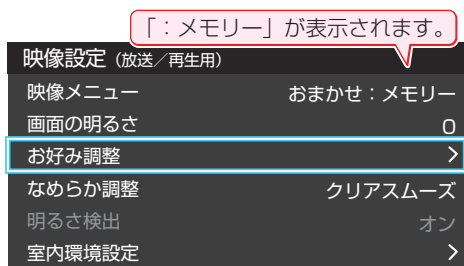 「：メモリー」が表示されます。
映像設定（放送／再生用）
映像メニュー おまかせ：メモリー
画面の明るさ 0
お好み調整
なめらか調整 クリアスムーズ
明るさ検出 オン
室内環境設定